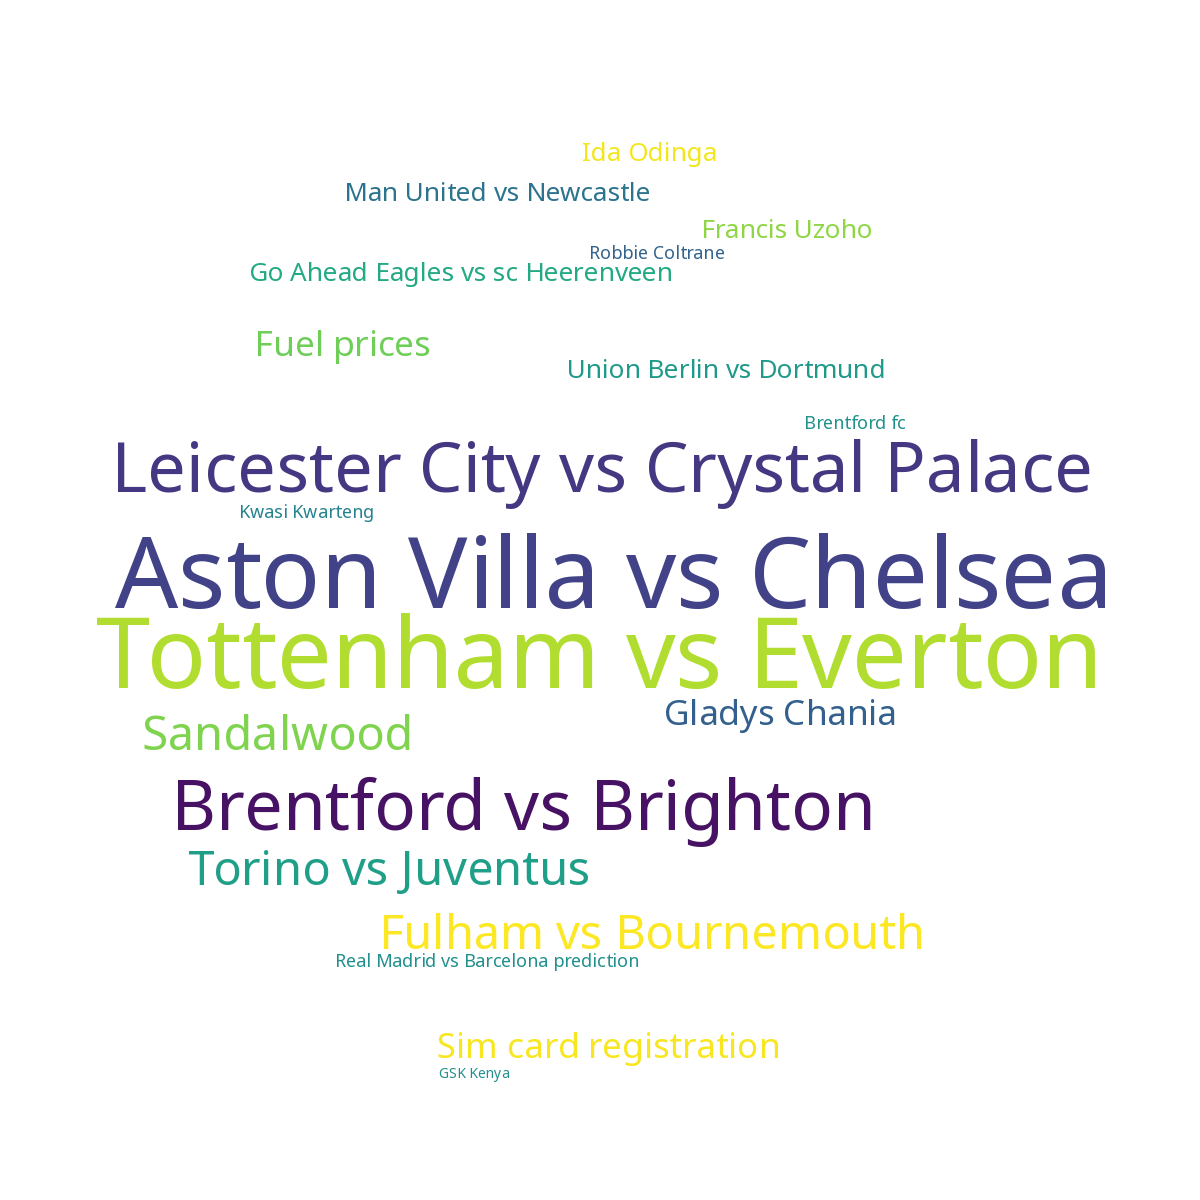 Ida Odinga
Man United vs Newcastle
Francis Uzoho
Robbie Coltrane
Go Ahead Eagles vs sc Heerenveen
Fuel prices
Union Berlin vs Dortmund
Brentford fc
Leicester City vs Crystal Palace
Kwasi Kwarteng
Aston Villa vs Chelsea
Tottenham vs Everton
Gladys Chania
Sandalwood
Brentford vs Brighton
Torino vs Juventus
Fulham vs Bournemouth
Real Madrid vs Barcelona prediction
Sim card registration
GSK Kenya